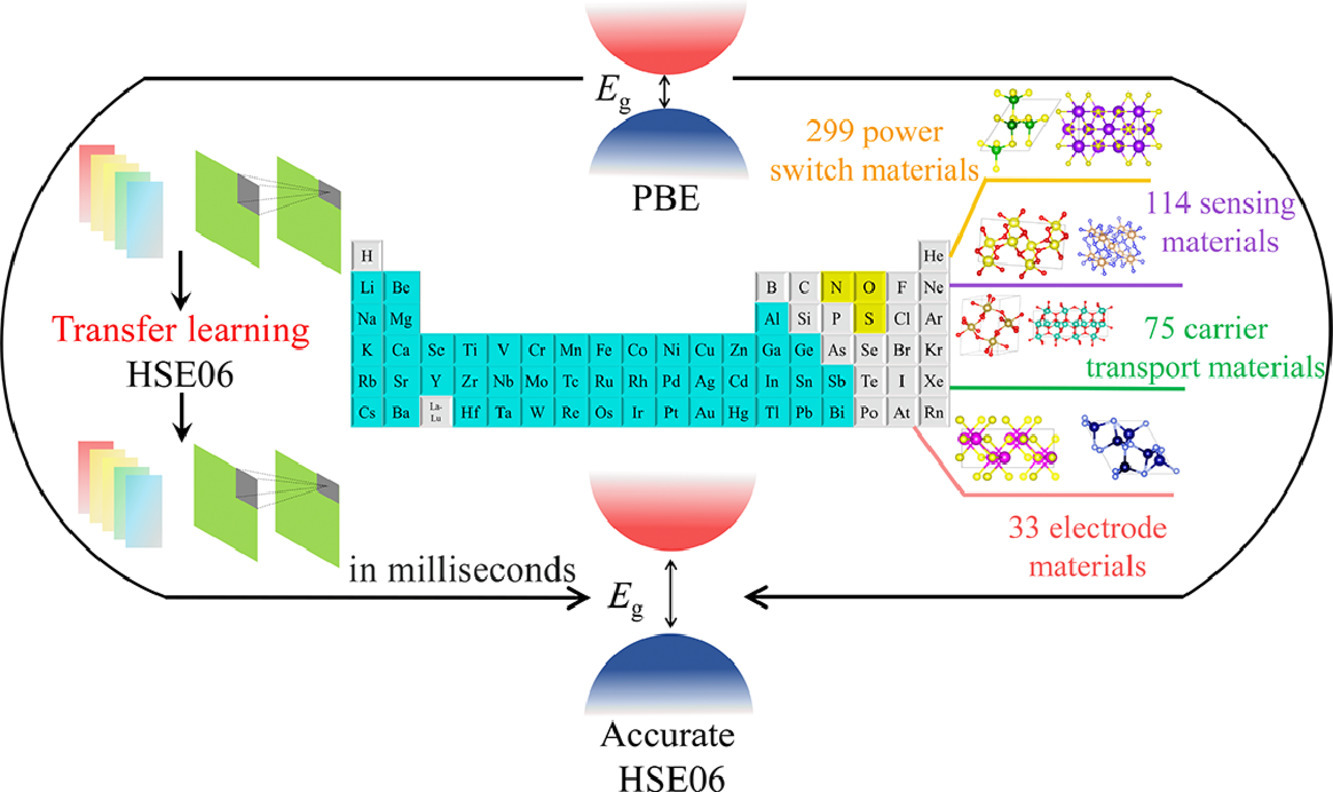 E_g
PBE
299 power
switch materials
114 sensing
materials
75 carrier
transport materials
33 electrode
materials
Transfer learning
HSE06
in milliseconds
H He
Li Be B C N O F Ne
Na Mg Al Si P S Cl Ar
K Ca Sc Ti V Cr Mn Fe Co Ni Cu Zn Ga Ge As Se Br Kr
Rb Sr Y Zr Nb Mo Tc Ru Rh Pd Ag Cd In Sn Sb Te I Xe
Cs Ba La-
Lu Hf Ta W Re Os Ir Pt Au Hg Tl Pb Bi Po At Rn
E_g
Accurate
HSE06